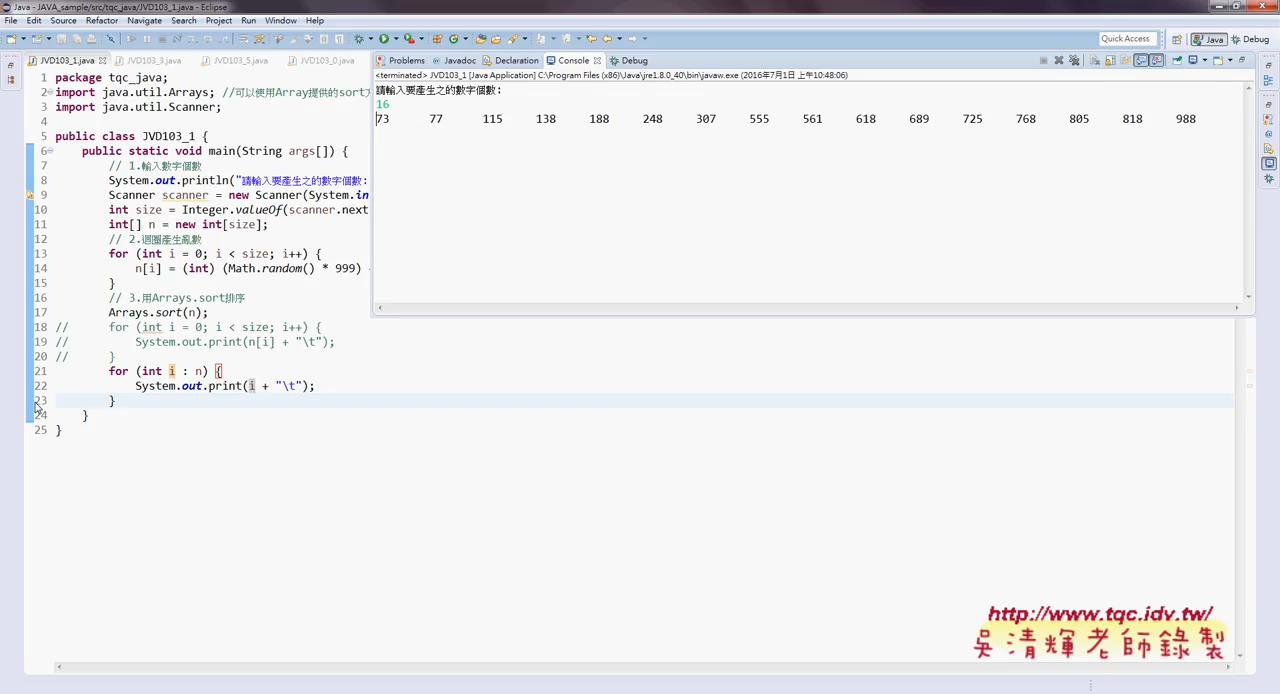 Java - JAVA_sample/src/tqc_java/JVD103_1.java - Eclipse
File Edit Source Refactor Navigate Search Project Run Window Help
Quick Access Java Debug
JVD103_1.java JVD103_3.java JVD103_5.java JVD103_0.java
Problems Javadoc Declaration Console Debug
<terminated> JVD103_1 [Java Application] C:\Program Files (x86)\Java\jre1.8.0_40\bin\javaw.exe (2016年7月1日 上午10:48:06)
請輸入要產生之的數字個數:
16
73 77 115 138 188 248 307 555 561 618 689 725 768 805 818 988
1 package tqc_java;
2 import java.util.Arrays; //可以使用Array提供的sort
3 import java.util.Scanner;
4
5 public class JVD103_1 {
6 public static void main(String args[]) {
7 // 1.輸入數字個數
8 System.out.println("請輸入要產生之的數字個數:
9 Scanner scanner = new Scanner(System.in
10 int size = Integer.valueOf(scanner.next
11 int[] n = new int[size];
12 // 2.迴圈產生亂數
13 for (int i = 0; i < size; i++) {
14 n[i] = (int) (Math.random() * 999)
15 }
16 // 3.用Arrays.sort排序
17 Arrays.sort(n);
18 // for (int i = 0; i < size; i++) {
19 // System.out.print(n[i] + "\t");
20 // }
21 for (int i : n) {
22 System.out.print(i + "\t");
23 }
24 }
25 }
http://www.tqc.idv.tw/
吳清輝老師錄製